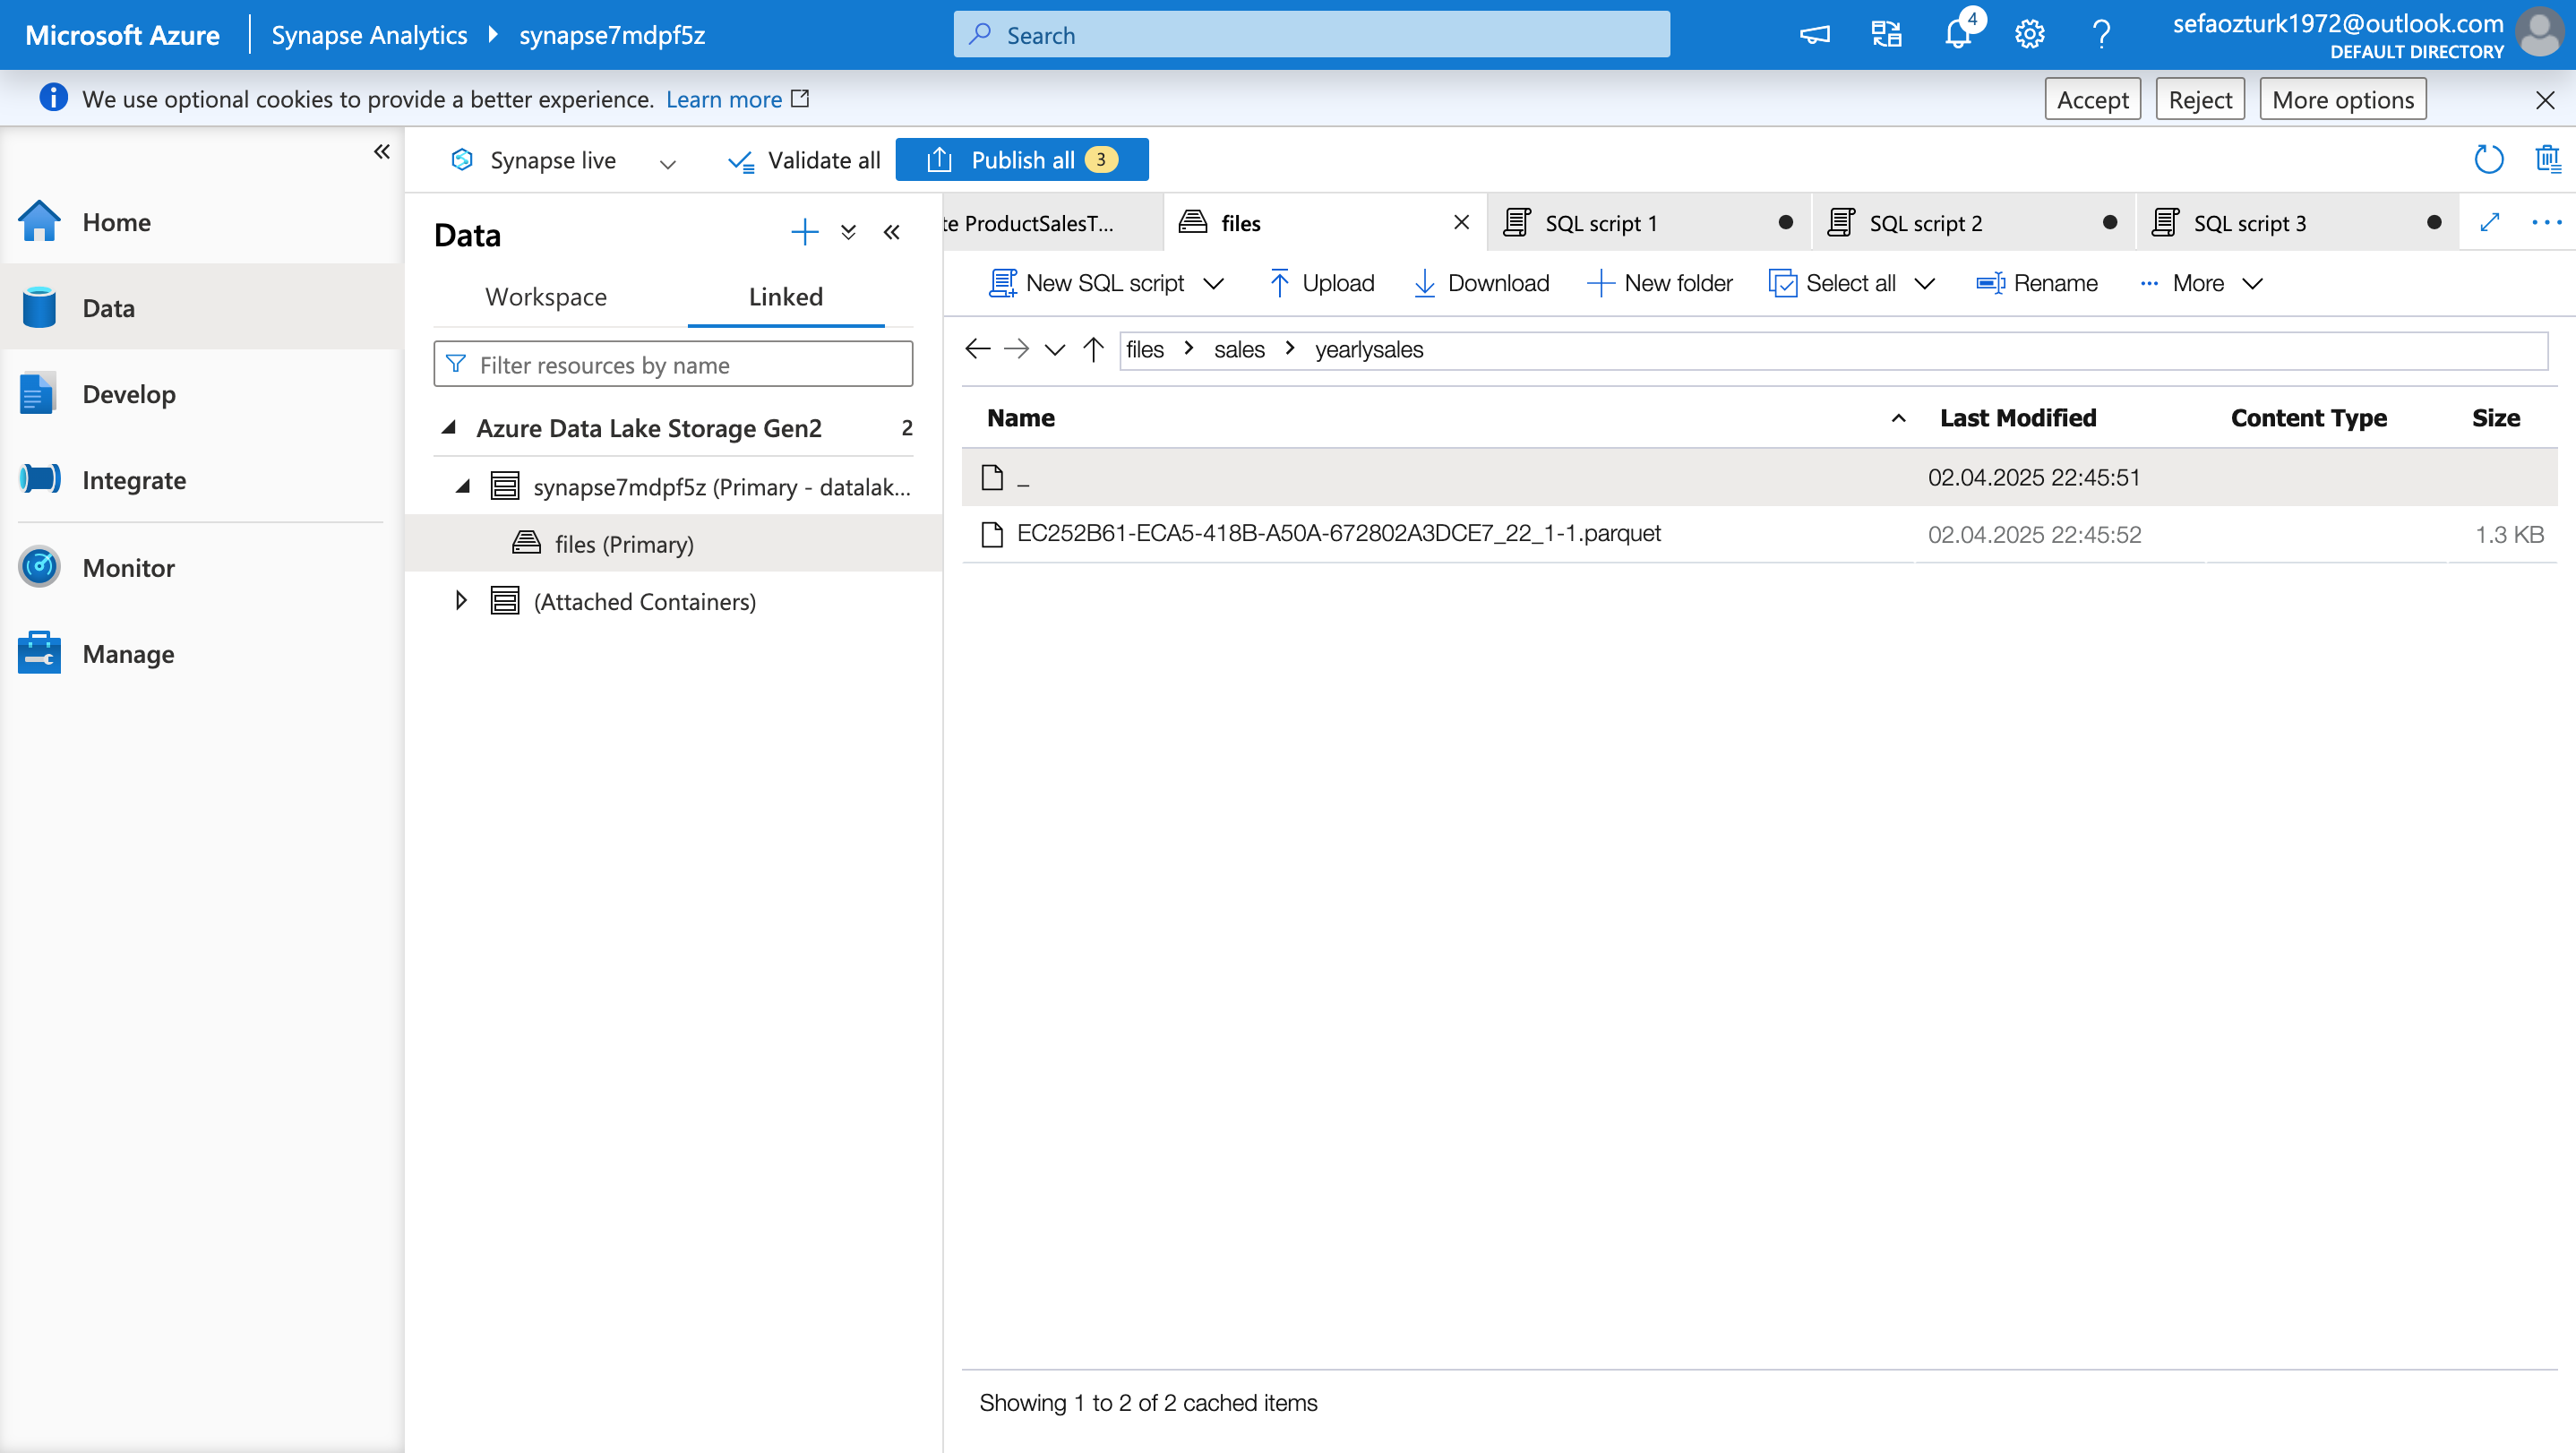 Microsoft Azure
Synapse Analytics
synapse7mdpf5z
Search
4
sefaozturk1972@outlook.com
DEFAULT DIRECTORY
We use optional cookies to provide a better experience. Learn more
Accept
Reject
More options
Synapse live
Validate all
Publish all 3
Home
Data
Develop
Integrate
Monitor
Manage
Data
Workspace
Linked
Filter resources by name
Azure Data Lake Storage Gen2 2
synapse7mdpf5z (Primary - datalak...
files (Primary)
(Attached Containers)
te ProductSalesT...
files
SQL script 1
SQL script 2
SQL script 3
New SQL script
Upload
Download
New folder
Select all
Rename
More
files > sales > yearlysales
Name Last Modified Content Type Size
_ 02.04.2025 22:45:51
EC252B61-ECA5-418B-A50A-672802A3DCE7_22_1-1.parquet 02.04.2025 22:45:52 1.3 KB
Showing 1 to 2 of 2 cached items